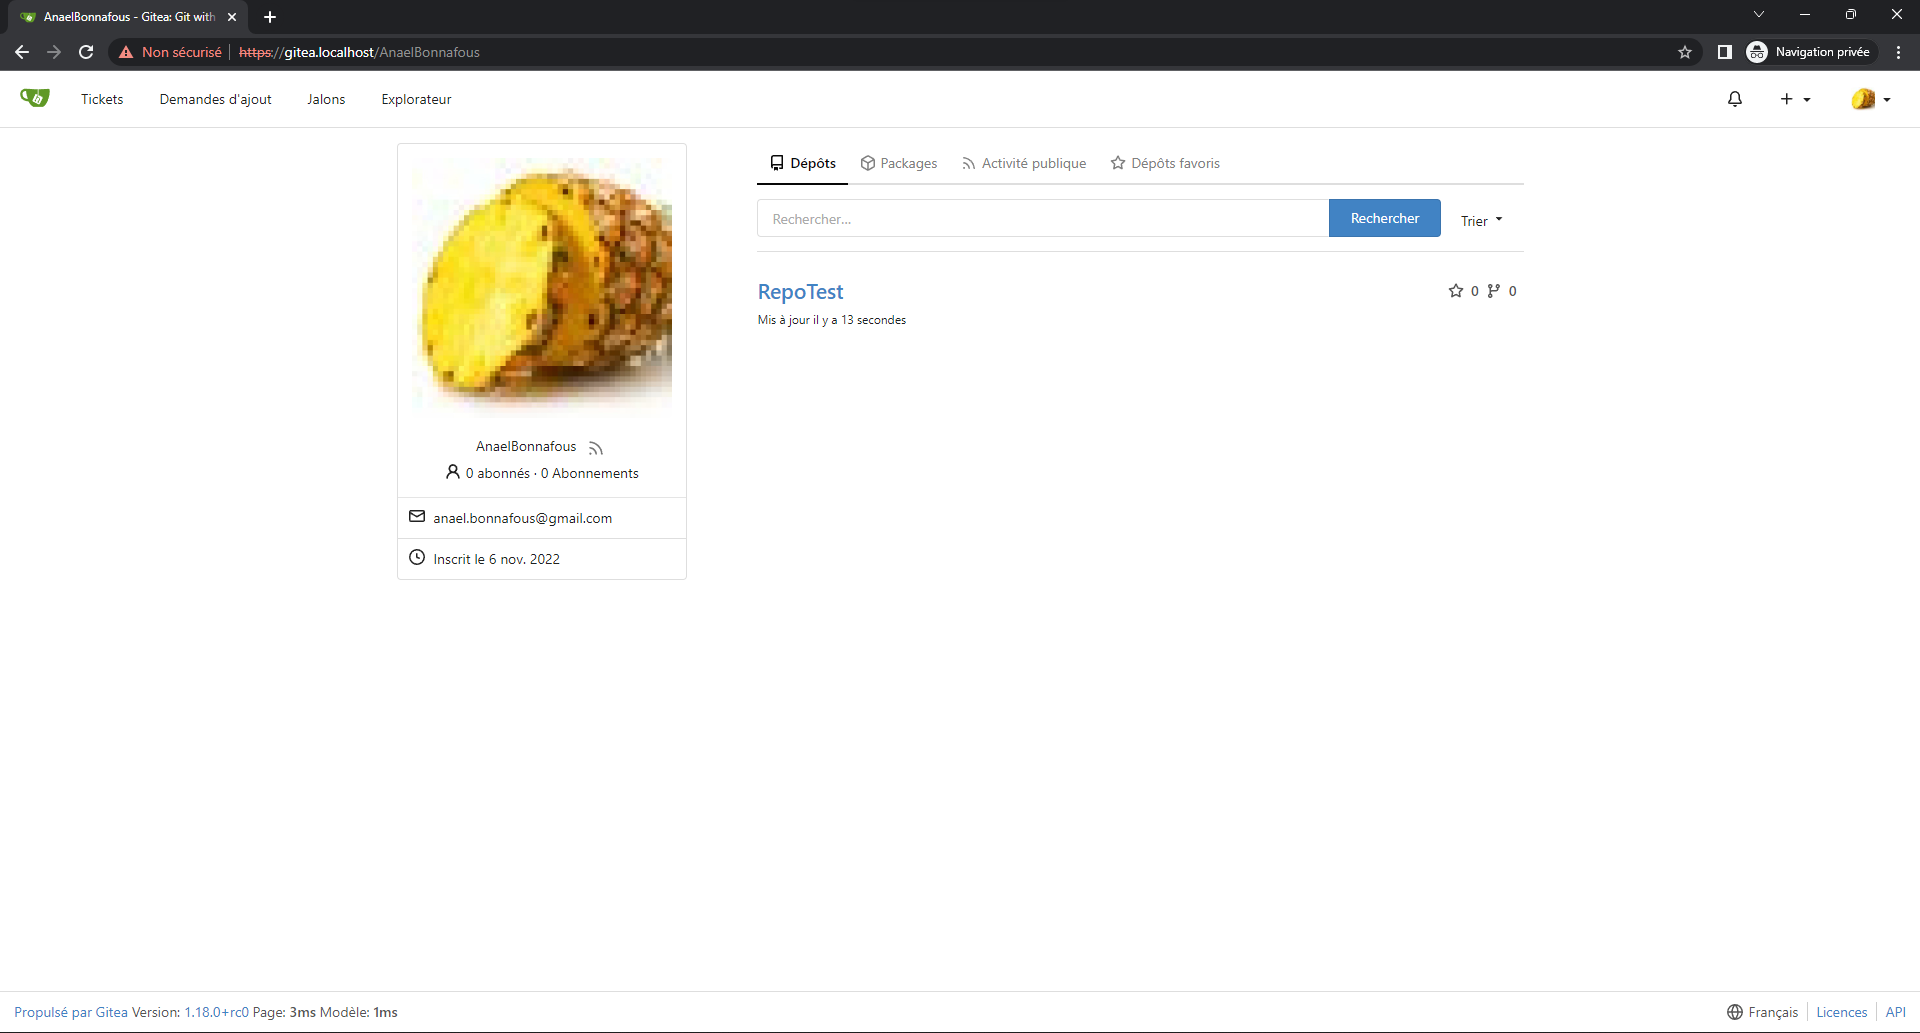 AnaelBonnafous - Gitea: Git with
Non sécurisé https://gitea.localhost/AnaelBonnafous Navigation privée
Tickets Demandes d'ajout Jalons Explorateur
Dépôts Packages Activité publique Dépôts favoris
Rechercher... Rechercher Trier
RepoTest 0 0
Mis à jour il y a 13 secondes
AnaelBonnafous
0 abonnés · 0 Abonnements
anael.bonnafous@gmail.com
Inscrit le 6 nov. 2022
Propulsé par Gitea Version: 1.18.0+rc0 Page: 3ms Modèle: 1ms Français Licences API